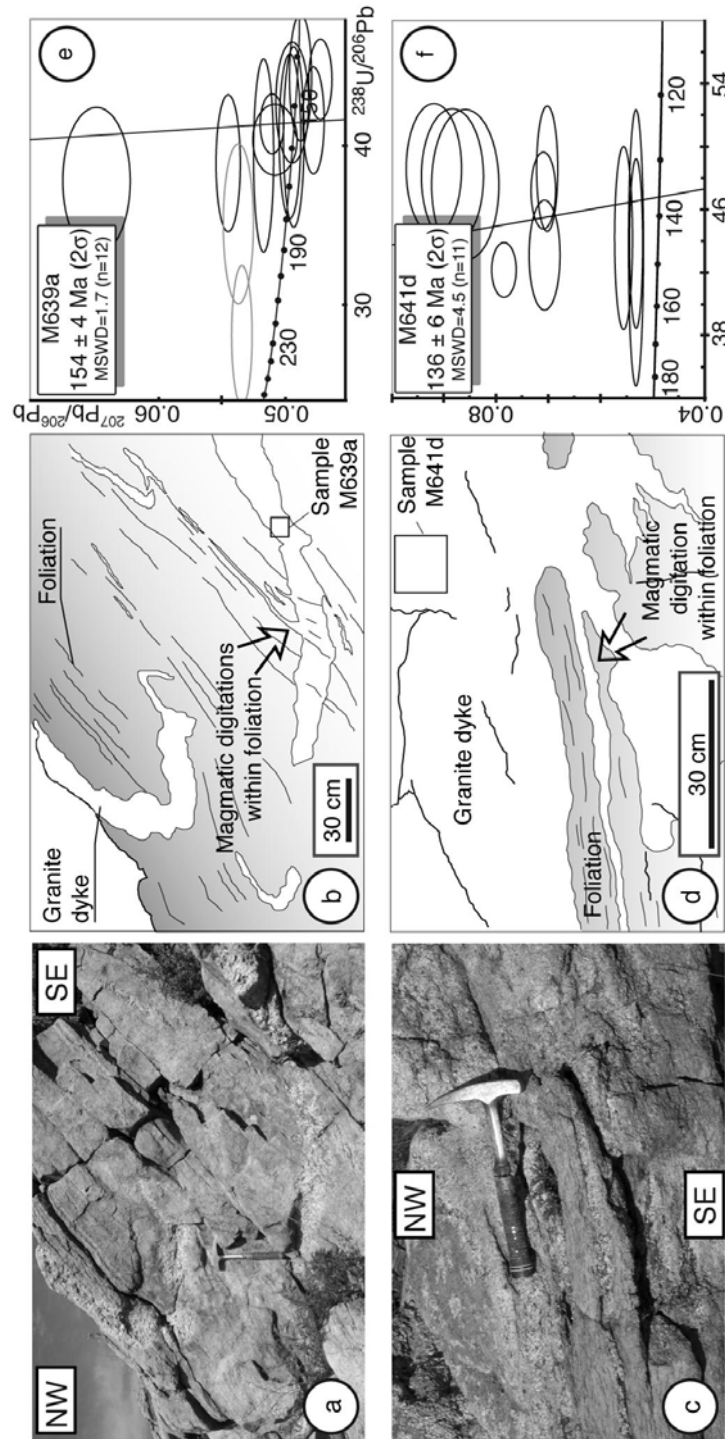 NW
SE
a
Granite
dyke
Foliation
Magmatic digitations
within foliation
Sample
M639a
30 cm
b
M639a
154 ± 4 Ma (2σ)
MSWD=1.7 (n=12)
207Pb/206Pb
0.06
0.05
230
190
150
30
40
238U/206Pb
e
NW
SE
c
Granite dyke
Sample
M641d
Foliation
Magmatic
digitation
within foliation
30 cm
d
M641d
136 ± 6 Ma (2σ)
MSWD=4.5 (n=11)
0.08
0.04
180
160
140
120
38
46
54
f